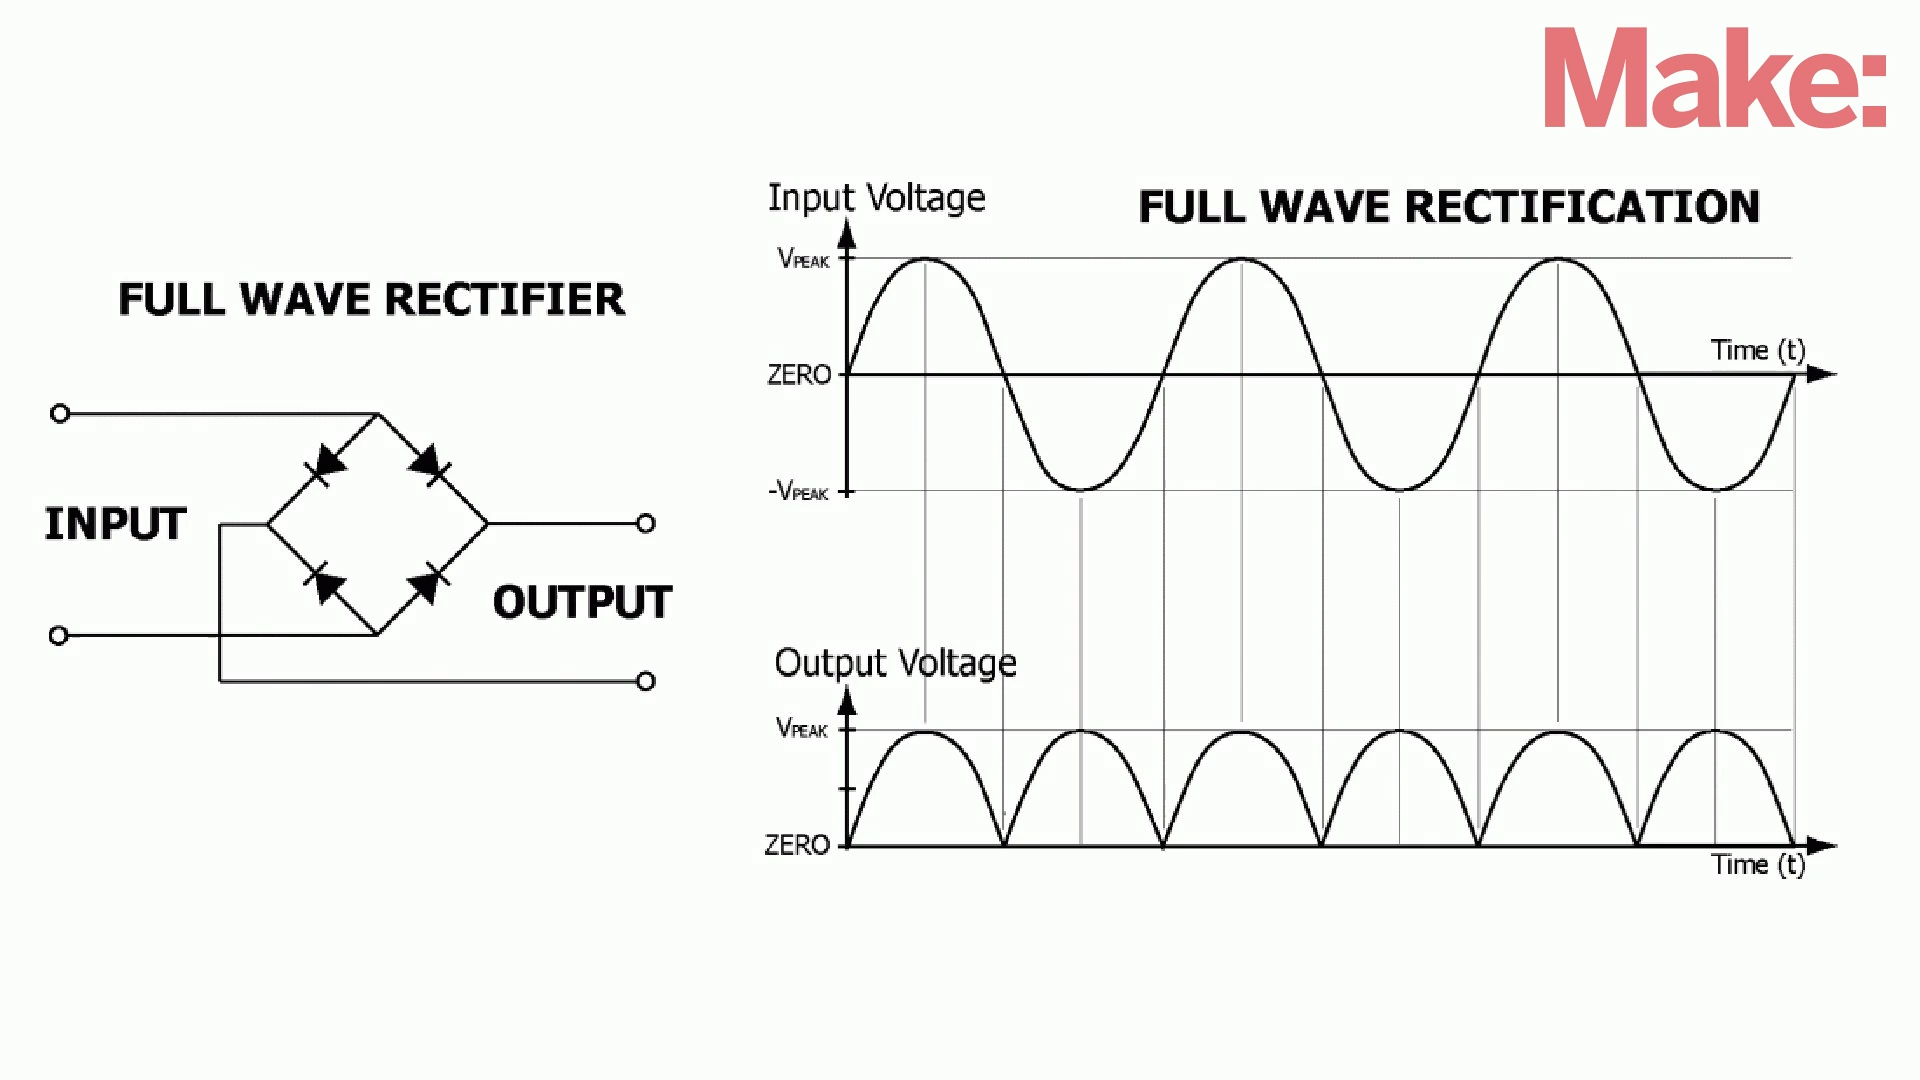 Make:
FULL WAVE RECTIFIER
INPUT
OUTPUT
Input Voltage
FULL WAVE RECTIFICATION
VPEAK
Time (t)
ZERO
-VPEAK
Output Voltage
VPEAK
ZERO
Time (t)